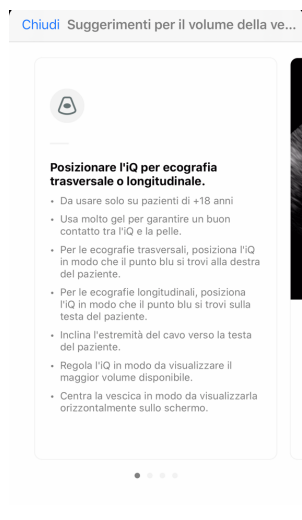 Chiudi Suggerimenti per il volume della ve...
Posizionare l'iQ per ecografia
trasversale o longitudinale.
• Da usare solo su pazienti di +18 anni
• Usa molto gel per garantire un buon
contatto tra l'iQ e la pelle.
• Per le ecografie trasversali, posiziona l'iQ
in modo che il punto blu si trovi alla destra
del paziente.
• Per le ecografie longitudinali, posiziona
l'iQ in modo che il punto blu si trovi sulla
testa del paziente.
• Inclina l'estremità del cavo verso la testa
del paziente.
• Regola l'iQ in modo da visualizzare il
maggior volume disponibile.
• Centra la vescica in modo da visualizzarla
orizzontalmente sullo schermo.